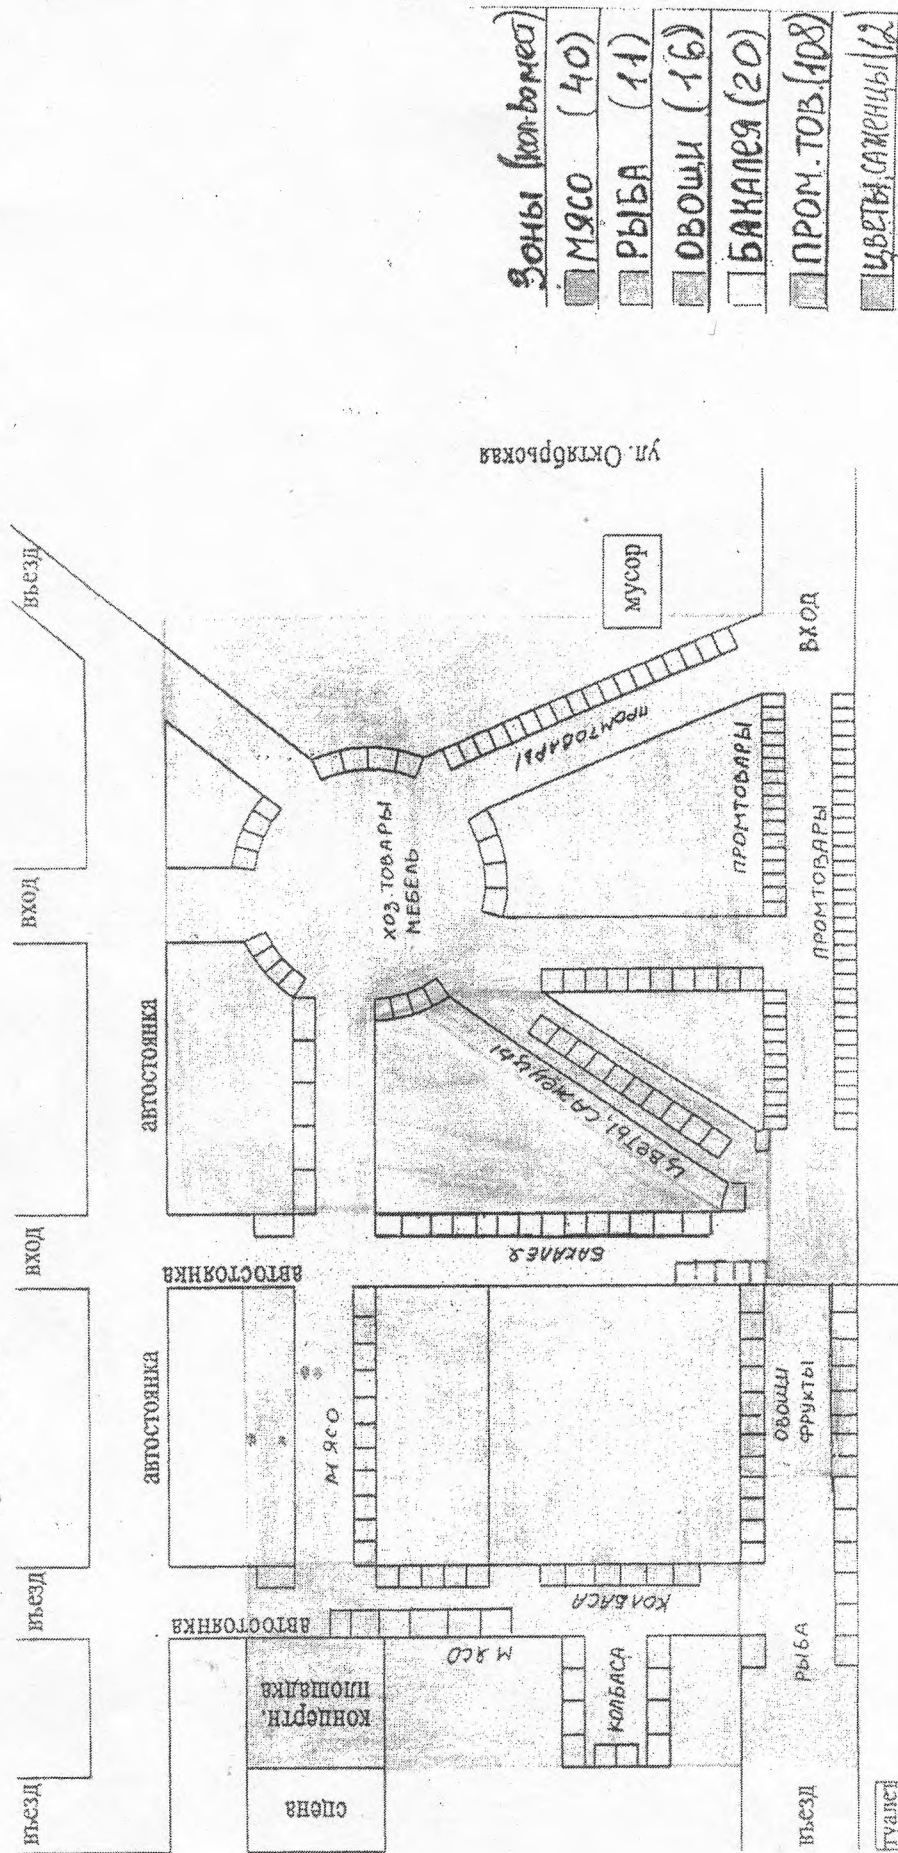 Зоны (кол-во мест)
МЯСО (40)
РЫБА (11)
ОВОЩИ (16)
БАКАЛЕЯ (20)
ПРОМ.ТОВ.(108)
ЦВЕТЫ, САЖЕНЦЫ (12
ул. Октябрьская
въезд
вход
вход
въезд
въезд
автостоянка
автостоянка
автостоянка
автостоянка
мусор
ВХОД
ПРОМТОВАРЫ
ПРОМТОВАРЫ
ПРОМТОВАРЫ
ХОЗ. ТОВАРЫ
МЕБЕЛЬ
ЦВЕТЫ, САЖЕНЦЫ
БАКАЛЕЯ
МЯСО
ОВОЩИ
ФРУКТЫ
КОЛБАСА
МЯСО
КОЛБАСА
РЫБА
концертн.
площадка
сцена
въезд
туалет